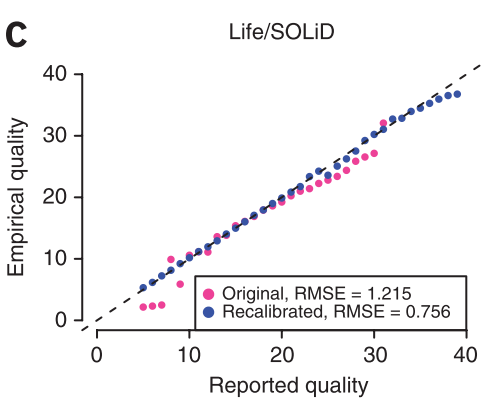 c
Life/SOLiD
Empirical quality
40
30
20
10
0
Original, RMSE = 1.215
Recalibrated, RMSE = 0.756
0 10 20 30 40
Reported quality